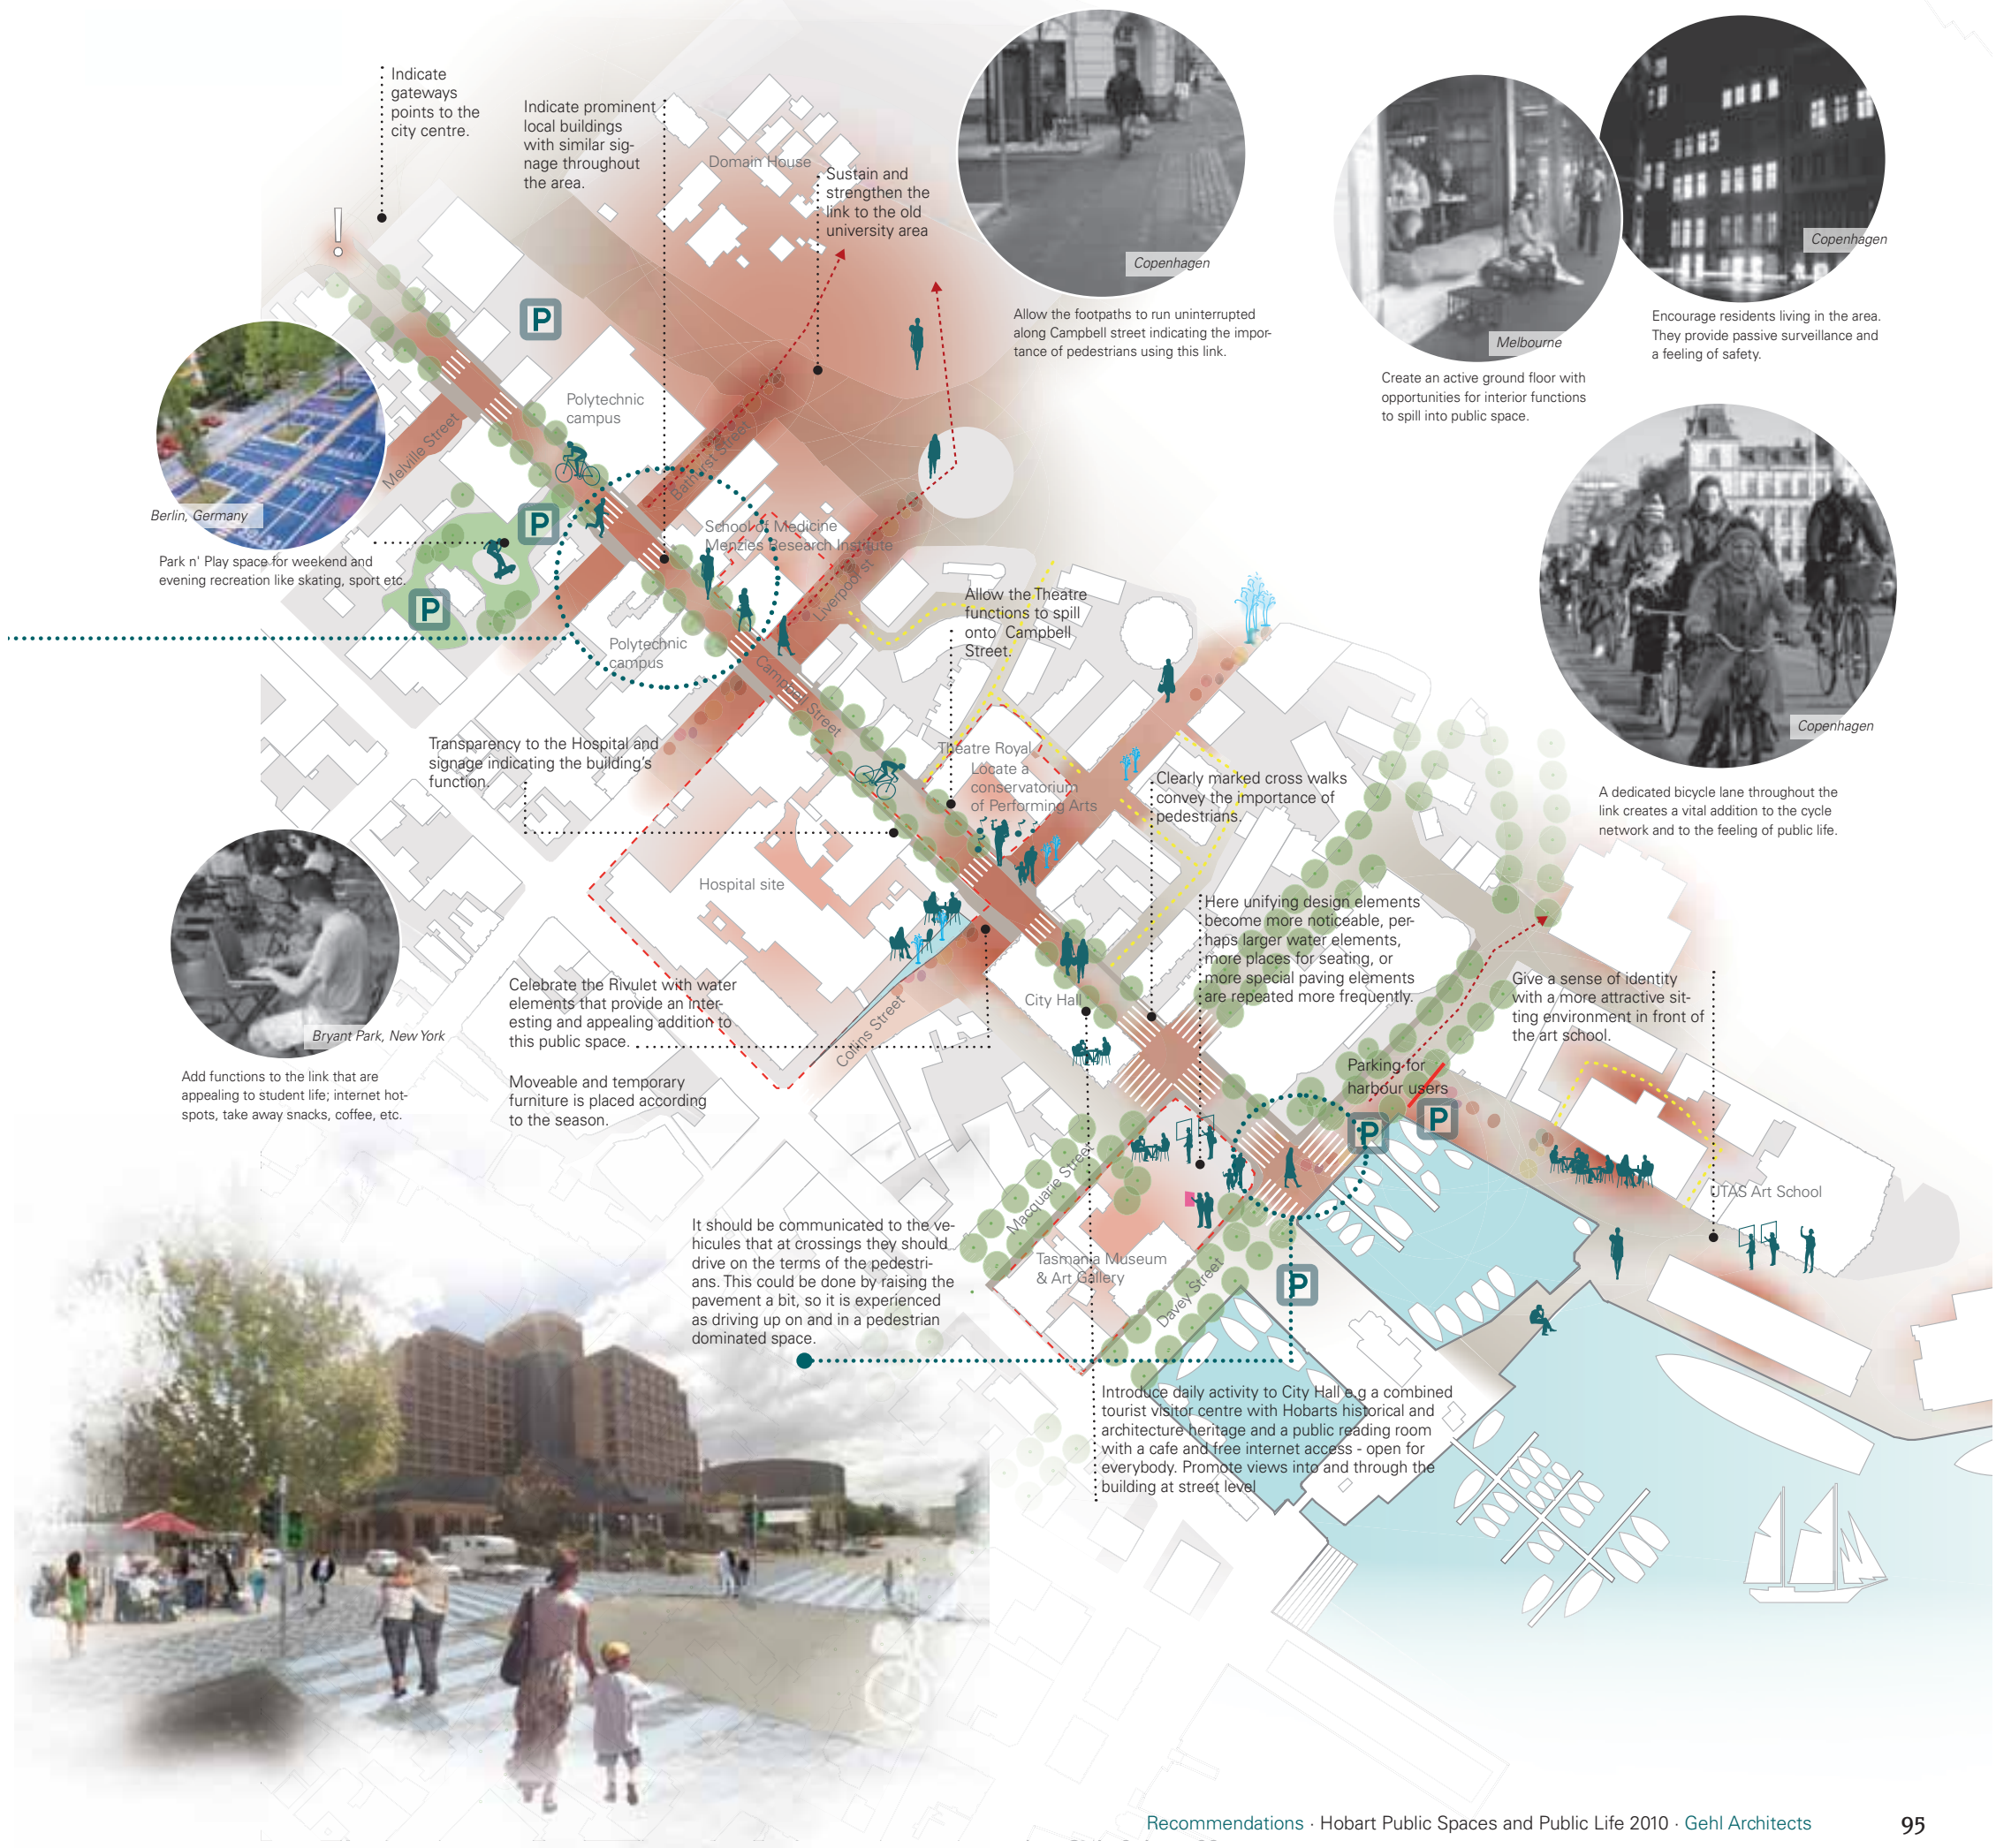 Indicate
gateways
points to the
city centre.
Indicate prominent
local buildings
with similar sig-
nage throughout
the area.
Domain House
Sustain and
strengthen the
link to the old
university area
Copenhagen
Allow the footpaths to run uninterrupted
along Campbell street indicating the impor-
tance of pedestrians using this link.
Melbourne
Create an active ground floor with
opportunities for interior functions
to spill into public space.
Copenhagen
Encourage residents living in the area.
They provide passive surveillance and
a feeling of safety.
!
P
Polytechnic
campus
Melville Street
Bathurst Street
Berlin, Germany
Park n' Play space for weekend and
evening recreation like skating, sport etc.
P
P
School of Medicine
Menzies Research Institute
Liverpool st
Polytechnic
campus
Campbell Street
Allow the Theatre
functions to spill
onto Campbell
Street.
Copenhagen
A dedicated bicycle lane throughout the
link creates a vital addition to the cycle
network and to the feeling of public life.
Transparency to the Hospital and
signage indicating the building's
function.
Theatre Royal
Locate a
conservatorium
of Performing Arts
Clearly marked cross walks
convey the importance of
pedestrians.
Hospital site
Here unifying design elements
become more noticeable, per-
haps larger water elements,
more places for seating, or
more special paving elements
are repeated more frequently.
Bryant Park, New York
Add functions to the link that are
appealing to student life; internet hot-
spots, take away snacks, coffee, etc.
Celebrate the Rivulet with water
elements that provide an inter-
esting and appealing addition to
this public space.
Moveable and temporary
furniture is placed according
to the season.
Collins Street
City Hall
Give a sense of identity
with a more attractive sit-
ting environment in front of
the art school.
Parking for
harbour users
P
P
Macquarie Street
UTAS Art School
It should be communicated to the ve-
hicules that at crossings they should
drive on the terms of the pedestri-
ans. This could be done by raising the
pavement a bit, so it is experienced
as driving up on and in a pedestrian
dominated space.
Tasmania Museum
& Art Gallery
Davey Street
P
Introduce daily activity to City Hall e.g a combined
tourist visitor centre with Hobarts historical and
architecture heritage and a public reading room
with a cafe and free internet access - open for
everybody. Promote views into and through the
building at street level
Recommendations · Hobart Public Spaces and Public Life 2010 · Gehl Architects 95